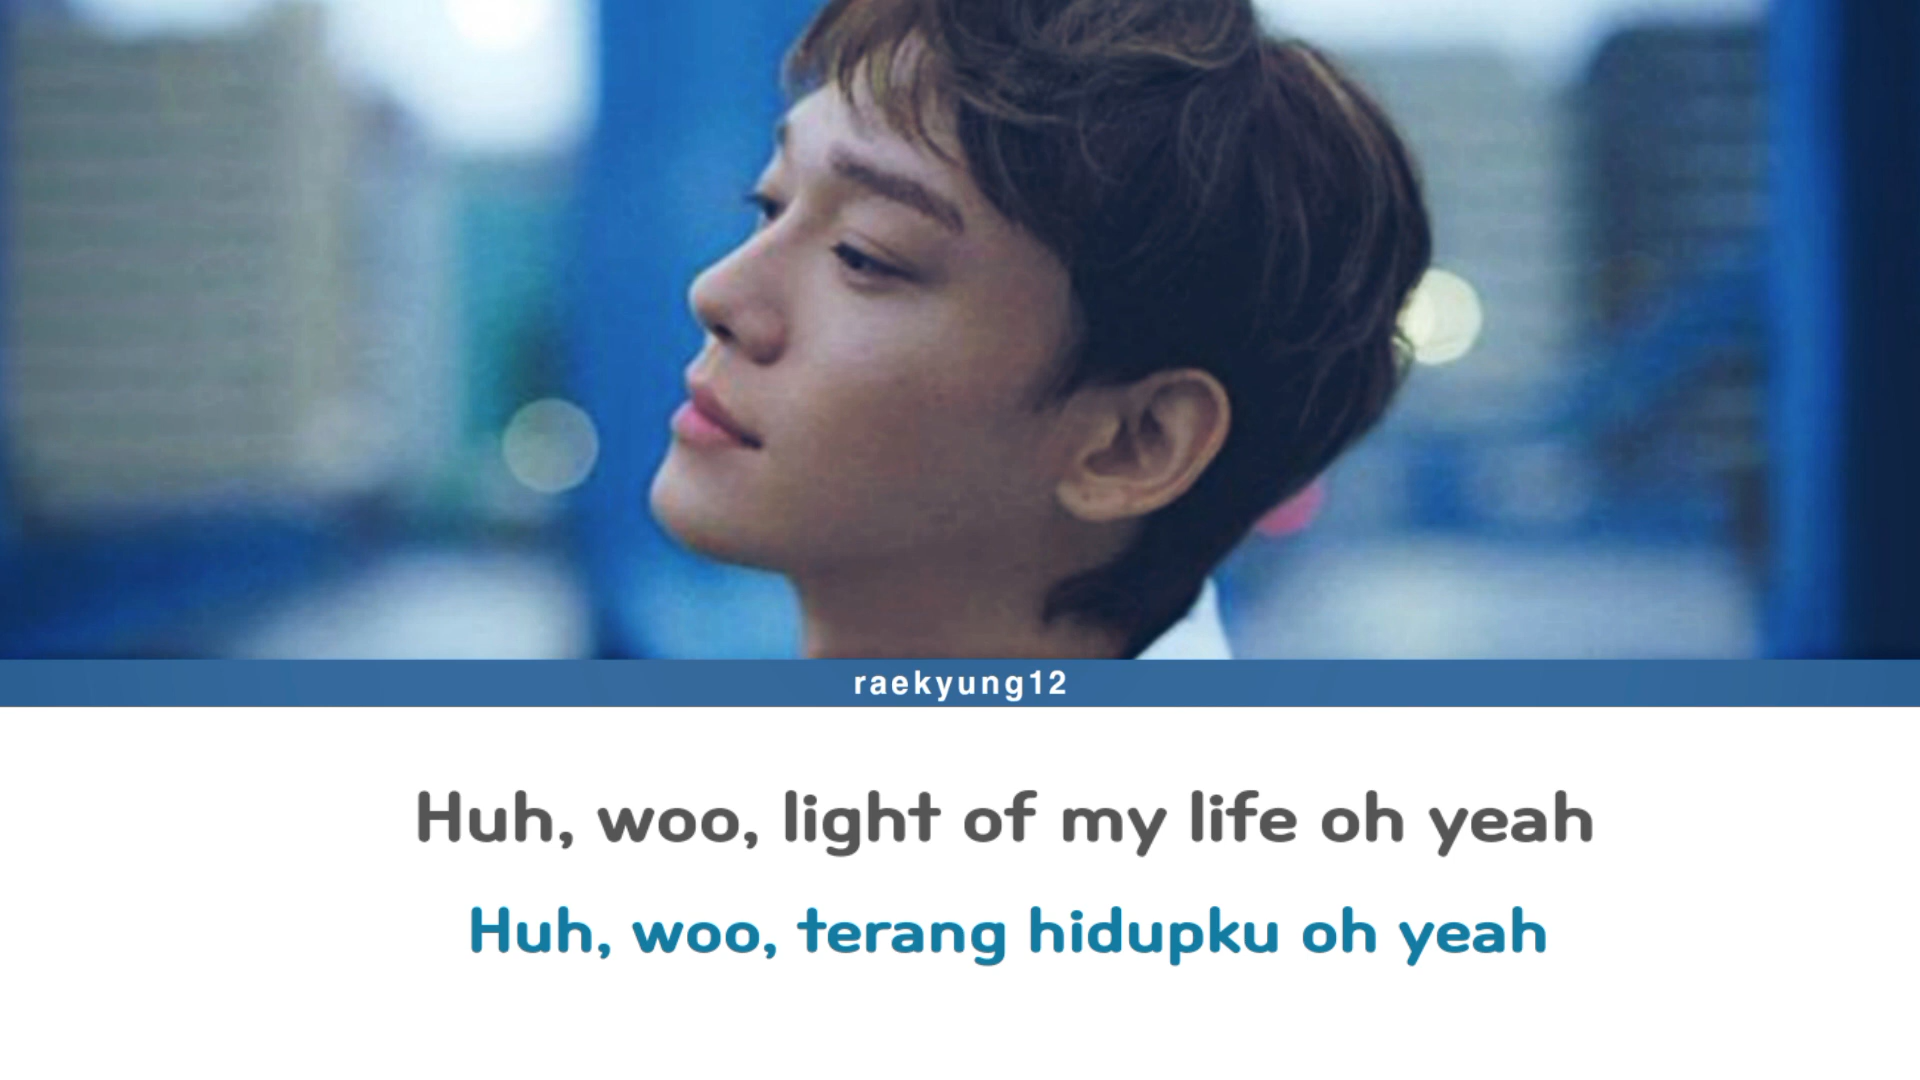 raekyung12
Huh, woo, light of my life oh yeah
Huh, woo, terang hidupku oh yeah